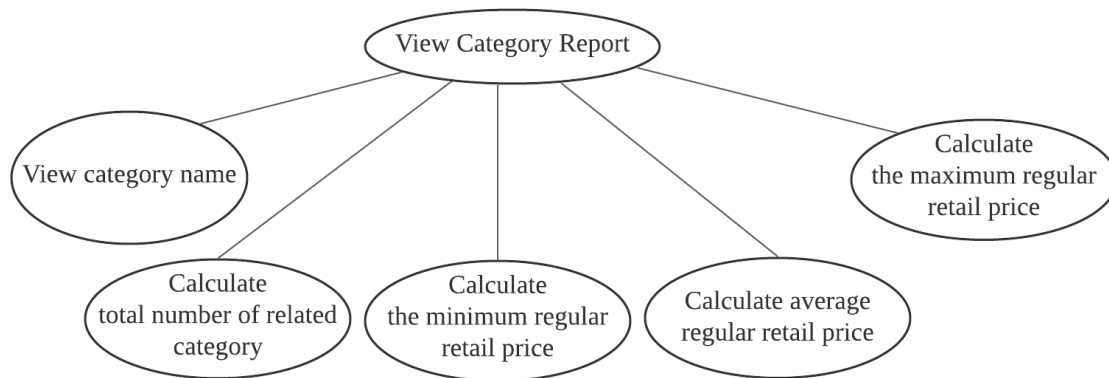 View Category Report
View category name
Calculate
the maximum regular
retail price
Calculate
total number of related
category
Calculate
the minimum regular
retail price
Calculate average
regular retail price